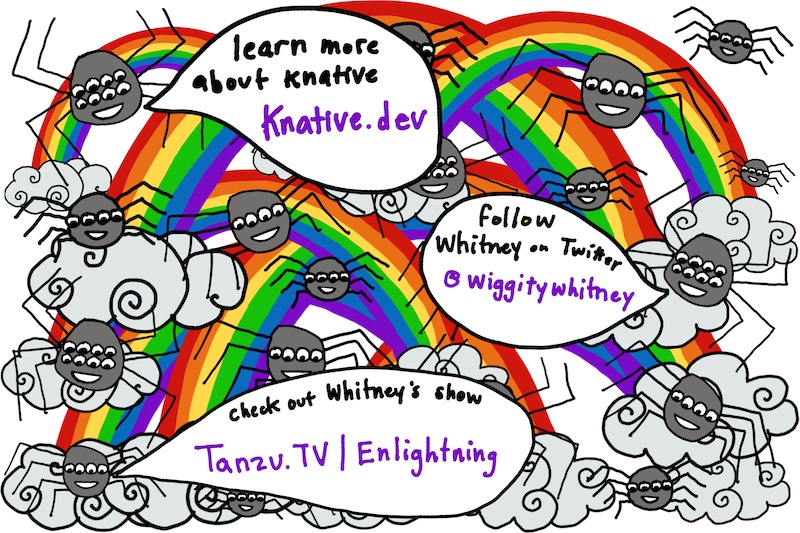 learn more
about Knative
Knative.dev
Follow
Whitney on Twitter
@wiggitywhitney
check out Whitney's show
Tanzu.TV | Enlightning